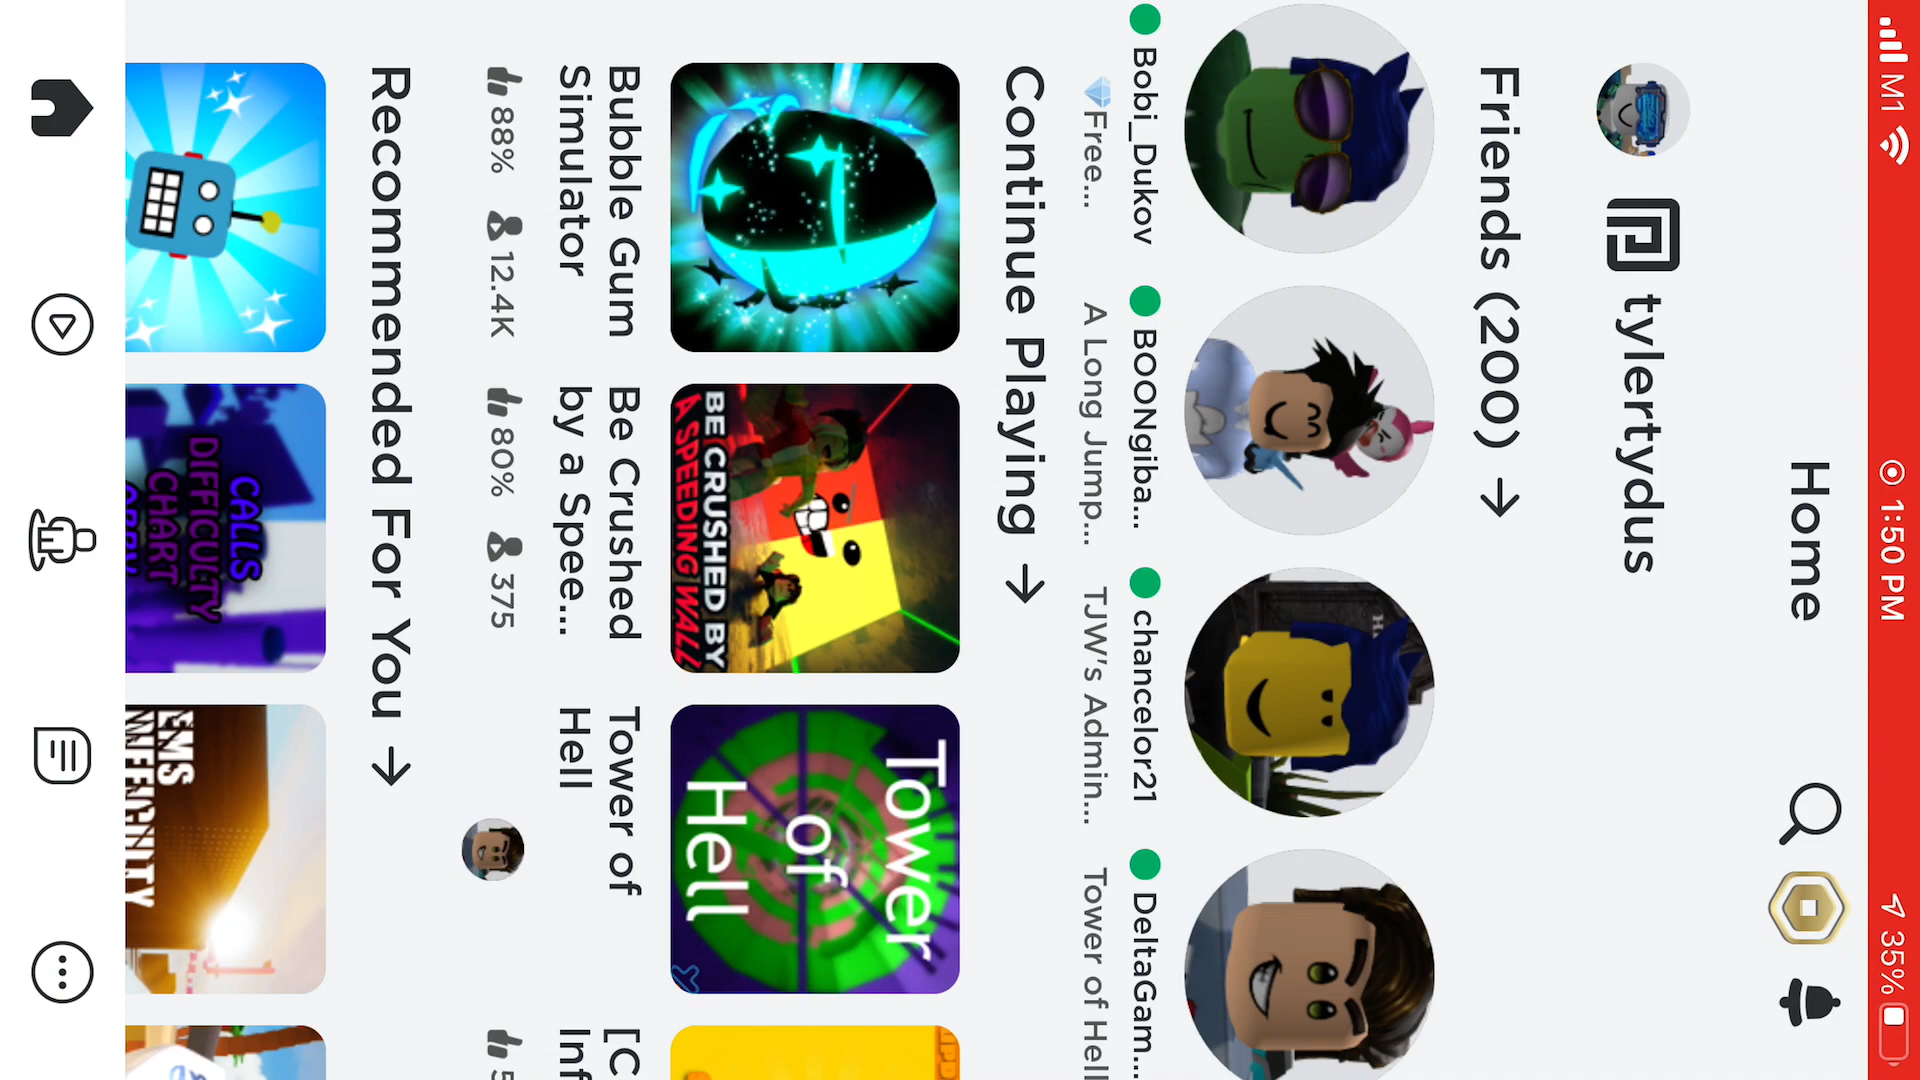 M1 1:50 PM 35%
Home
tylertydus
Friends (200)
Bobi_Dukov BOONgiba... chancelor21 DeltaGam...
Free... A Long Jump... TJW's Admin... Tower of Hell
Continue Playing
BE CRUSHED BY
A SPEEDING WALL
Tower
of
Hell
Bubble Gum
Simulator
88% 12.4K
Be Crushed
by a Spee...
80% 375
Tower of
Hell
[C
Inf
Recommended For You
CALLS
DIFFICULTY
CHART
OBBY